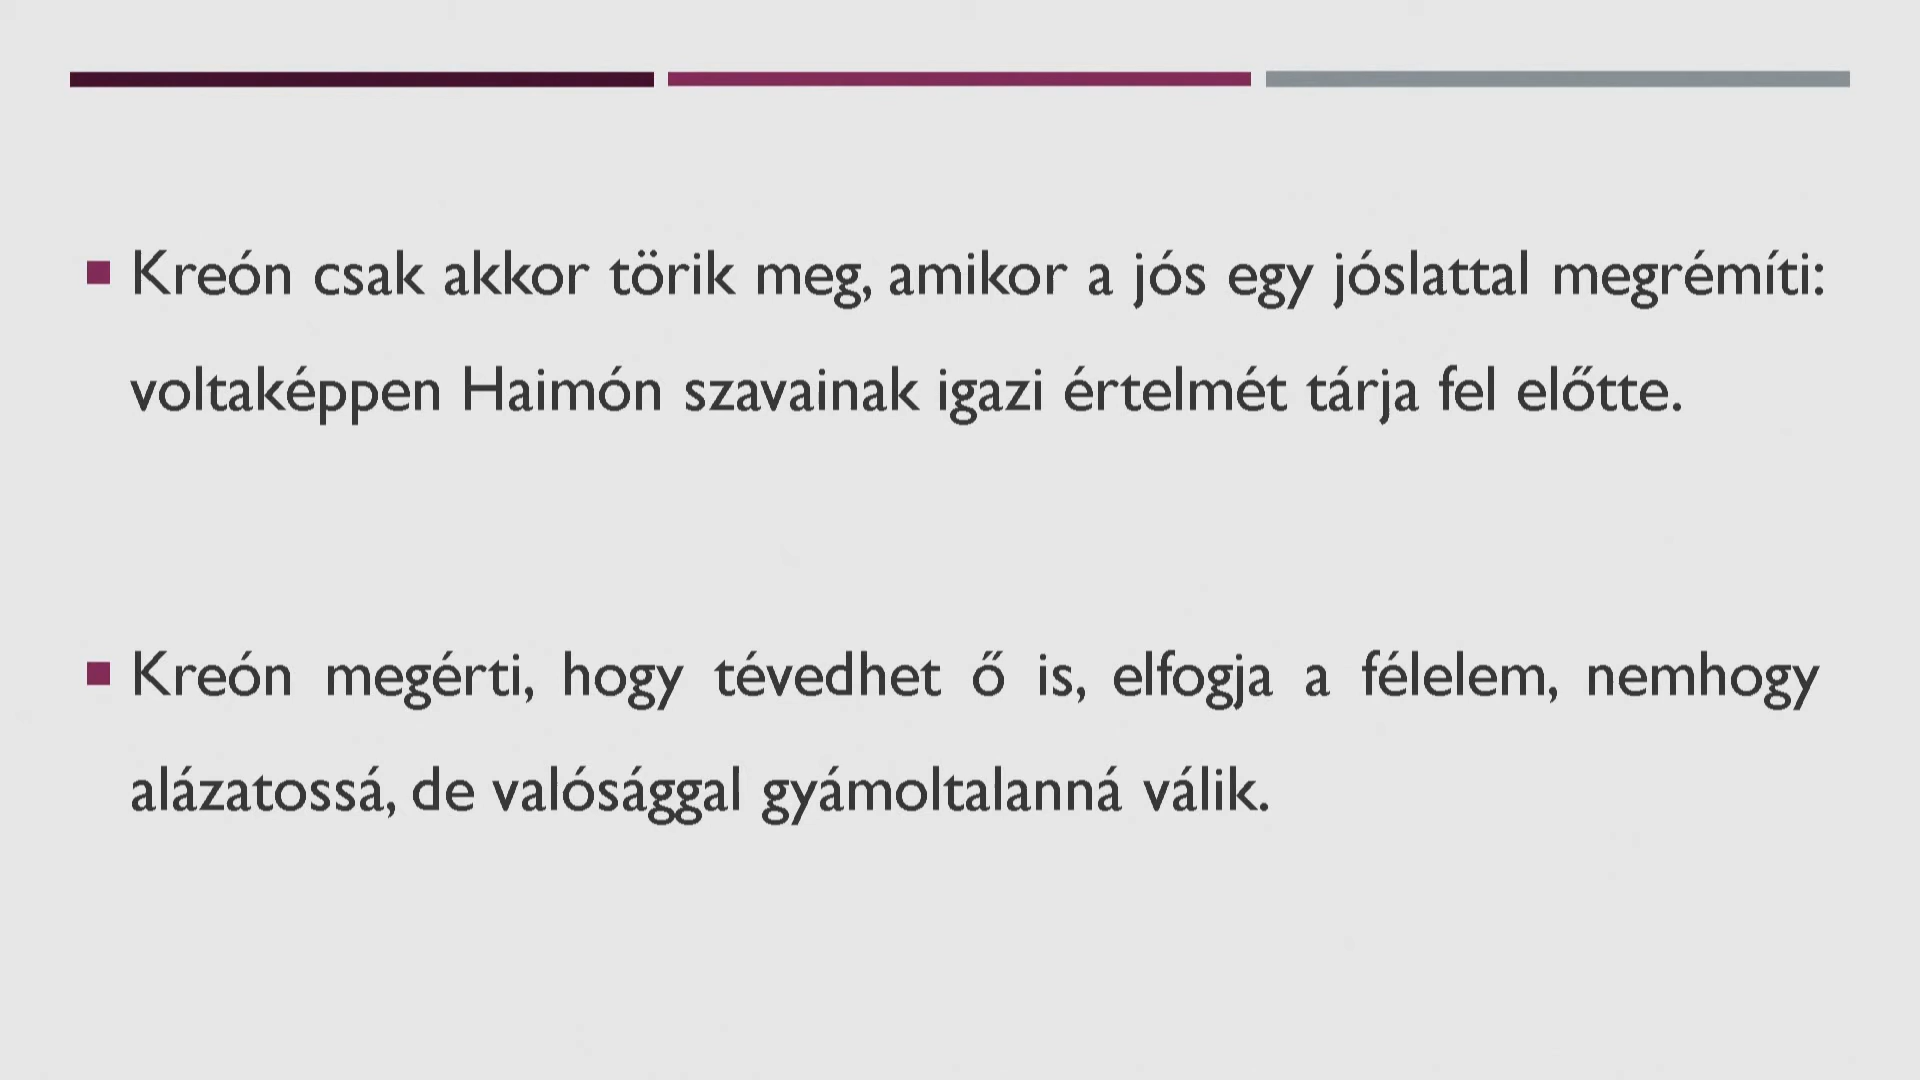 Kreón csak akkor törik meg, amikor a jós egy jóslattal megrémíti:
voltaképpen Haimón szavainak igazi értelmét tárja fel előtte.
Kreón megérti, hogy tévedhet ő is, elfogja a félelem, nemhogy
alázatossá, de valósággal gyámoltalanná válik.